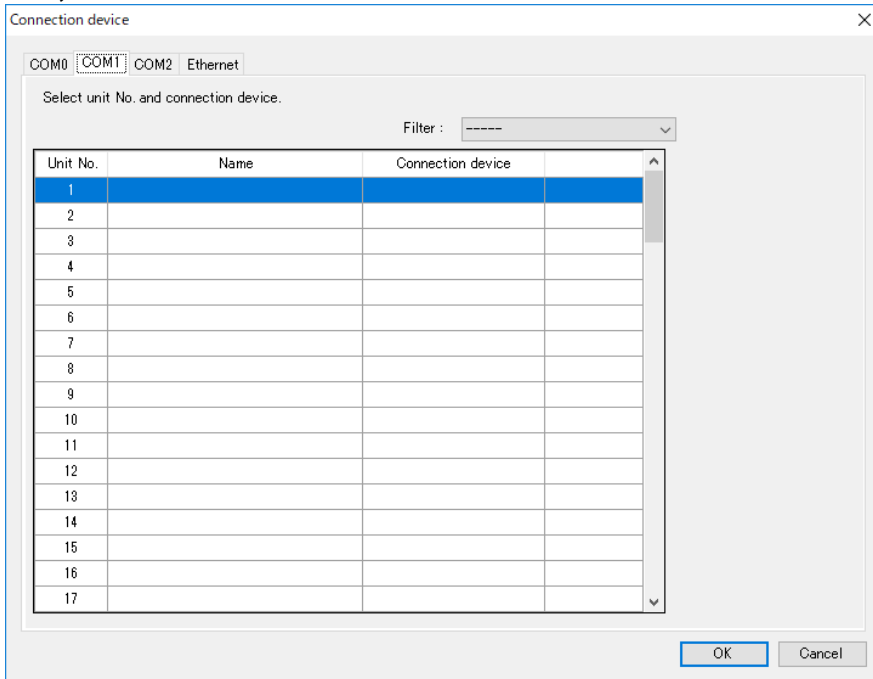 Connection device
COM0 COM1 COM2 Ethernet
Select unit No. and connection device.
Filter : -----
Unit No. Name Connection device
1
2
3
4
5
6
7
8
9
10
11
12
13
14
15
16
17
OK Cancel